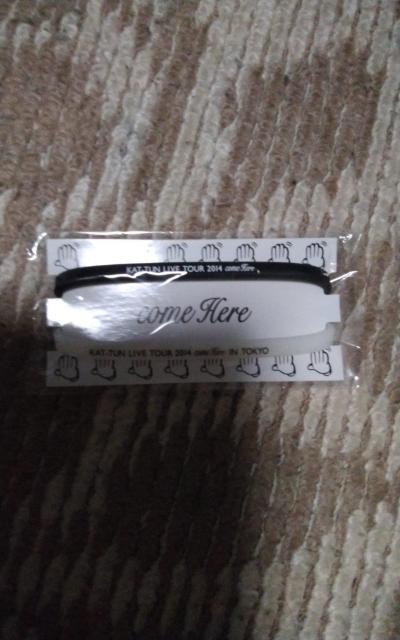 KAT-TUN LIVE TOUR 2014 come Here
come Here
KAT-TUN LIVE TOUR 2014 come Here IN TOKYO